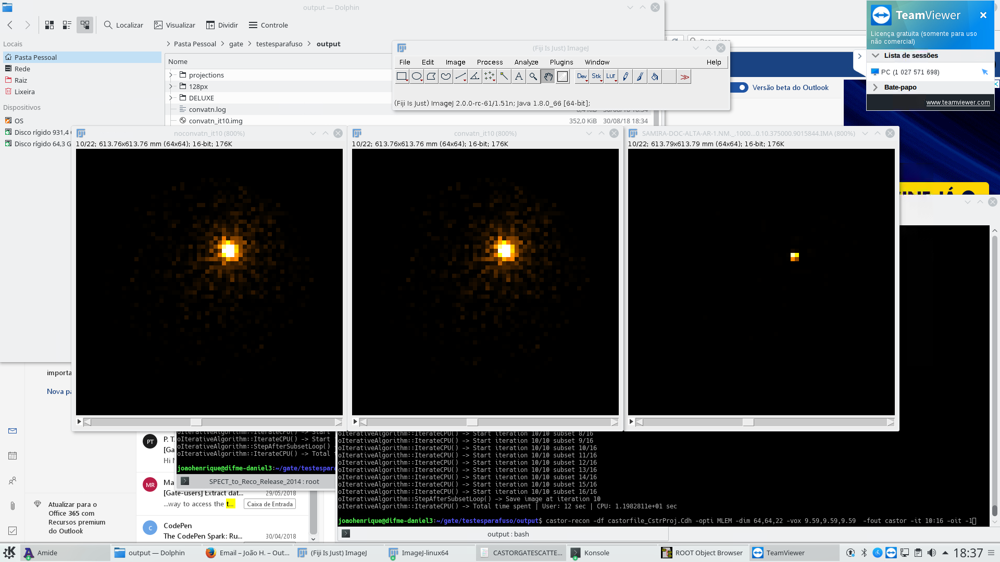 output — Dolphin
Localizar
Visualizar
Dividir
Controle
Locais
Pasta Pessoal
Rede
Raiz
Lixeira
Dispositivos
OS
Disco rígido 931,4
Disco rígido 64,3 G
Pasta Pessoal
gate
testesparafuso
output
Nome
projections
128px
DELUXE
convatn.log
8,4 KiB 30/08/18 18:34
convatn_it10.img
352,0 KiB 30/08/18 18:34
(Fiji Is Just) ImageJ
File Edit Image Process Analyze Plugins Window Help
Dev Stk LUT
(Fiji Is Just) ImageJ 2.0.0-rc-61/1.51n; Java 1.8.0_66 [64-bit];
Pesquisar
Versão beta do Outlook
TeamViewer
Licença gratuita (somente para uso
não comercial)
Lista de sessões
PC (1 027 571 698)
Bate-papo
www.teamviewer.com
noconvatn_it10 (800%)
10/22; 613.76x613.76 mm (64x64); 16-bit; 176K
convatn_it10 (800%)
10/22; 613.76x613.76 mm (64x64); 16-bit; 176K
SAMIRA-DOC-ALTA-AR-1.NM._.1000...0.10.375000.9015844.IMA (800%)
10/22; 613.79x613.79 mm (64x64); 16-bit; 176K
importa
Nova pa
Atualizar para o
Office 365 com
Recursos premium
do Outlook
PT
P. T.
[Ga
Hi
MR
Ma
[Gate-users] Extract dat...
29/05/2018
...way to access the t...
Caixa de Entrada
C
CodePen
The CodePen Spark: Ru...
30/04/2018
oIterativeAlgorithm::IterateCPU() -> Start
oIterativeAlgorithm::IterateCPU() -> Start
oIterativeAlgorithm::StepAfterSubsetLoop()
oIterativeAlgorithm::IterateCPU() -> Total
joaohenrique@difme-daniel3:~/gate/testespara
SPECT_to_Reco_Release_2014 : root
oIterativeAlgorithm::IterateCPU() -> Start iteration 10/10 subset 8/16
oIterativeAlgorithm::IterateCPU() -> Start iteration 10/10 subset 9/16
oIterativeAlgorithm::IterateCPU() -> Start iteration 10/10 subset 10/16
oIterativeAlgorithm::IterateCPU() -> Start iteration 10/10 subset 11/16
oIterativeAlgorithm::IterateCPU() -> Start iteration 10/10 subset 12/16
oIterativeAlgorithm::IterateCPU() -> Start iteration 10/10 subset 13/16
oIterativeAlgorithm::IterateCPU() -> Start iteration 10/10 subset 14/16
oIterativeAlgorithm::IterateCPU() -> Start iteration 10/10 subset 15/16
oIterativeAlgorithm::IterateCPU() -> Start iteration 10/10 subset 16/16
oIterativeAlgorithm::StepAfterSubsetLoop() -> Save image at iteration 10
oIterativeAlgorithm::IterateCPU() -> Total time spent | User: 12 sec | CPU: 1.1982811e+01 sec
joaohenrique@difme-daniel3:~/gate/testesparafuso/output$ castor-recon -df castorfile_CstrProj.Cdh -opti MLEM -dim 64,64,22 -vox 9.59,9.59,9.59  -fout castor -it 10:16 -oit -1
output : bash
Amide
output — Dolphin
Email – João H. – Out...
(Fiji Is Just) ImageJ
ImageJ-linux64
CASTORGATESCATTE...
Konsole
ROOT Object Browser
TeamViewer
18:37